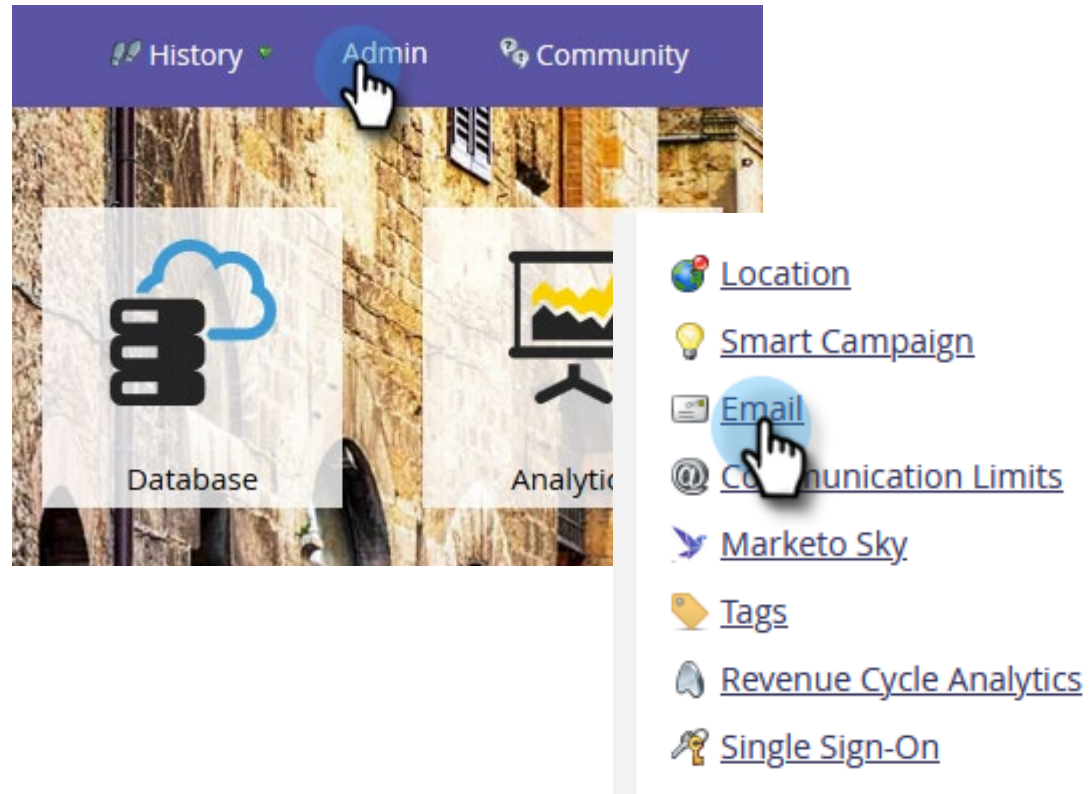 History Admin Community
Database
Analytic
Location
Smart Campaign
Email
Limits
Marketo Sky
Tags
Revenue Cycle Analytics
Single Sign-On